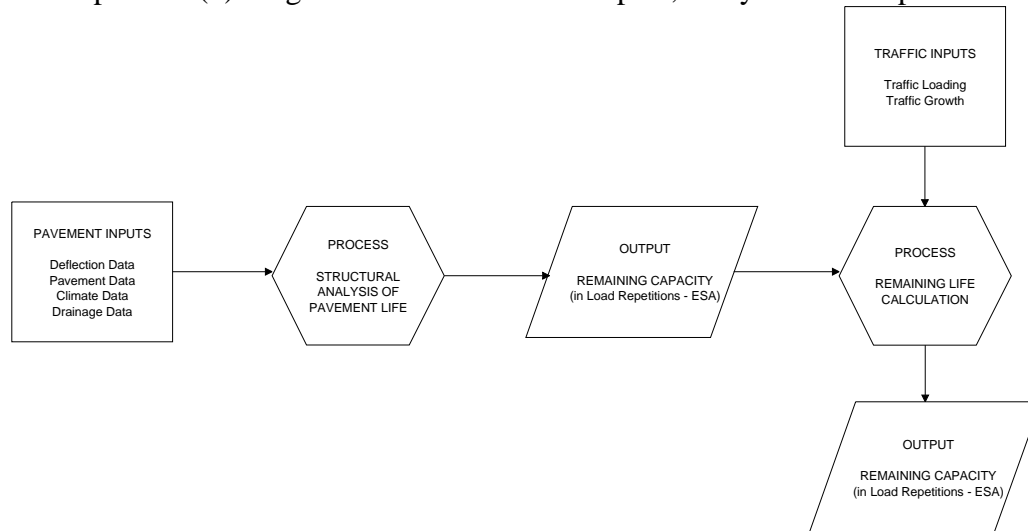 TRAFFIC INPUTS
Traffic Loading
Traffic Growth
PAVEMENT INPUTS
Deflection Data
Pavement Data
Climate Data
Drainage Data
PROCESS
STRUCTURAL
ANALYSIS OF
PAVEMENT LIFE
OUTPUT
REMAINING CAPACITY
(in Load Repetitions - ESA)
PROCESS
REMAINING LIFE
CALCULATION
OUTPUT
REMAINING CAPACITY
(in Load Repetitions - ESA)